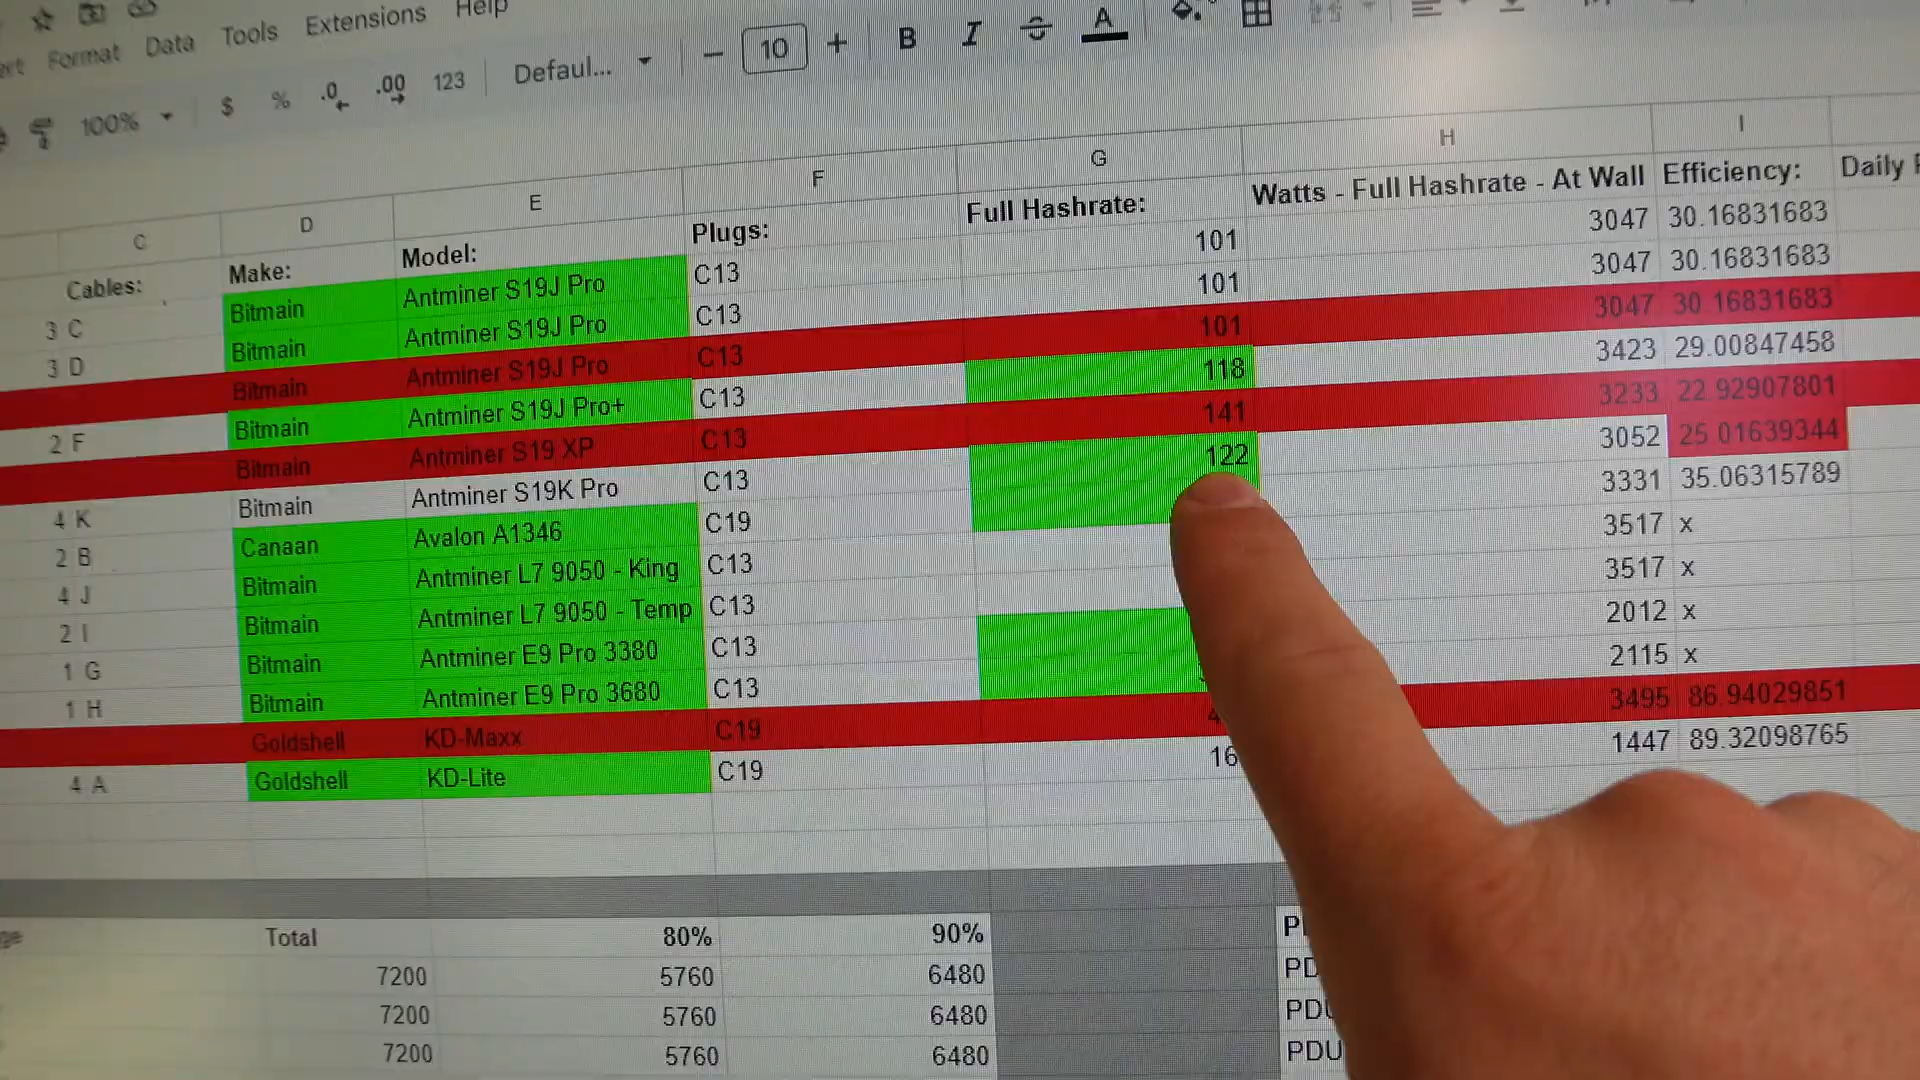 Format Data Tools Extensions Help
100% $ % .0 .00 123 Defaul... − 10 + B I A
C D E F G H I
Cables: Make: Model: Plugs: Full Hashrate: Watts - Full Hashrate - At Wall Efficiency: Daily
3 C Bitmain Antminer S19J Pro C13 101 3047 30.16831683
3 D Bitmain Antminer S19J Pro C13 101 3047 30.16831683
Bitmain Antminer S19J Pro C13 101 3047 30.16831683
2 F Bitmain Antminer S19J Pro+ C13 118 3423 29.00847458
Bitmain Antminer S19 XP C13 141 3233 22.92907801
4 K Bitmain Antminer S19K Pro C13 122 3052 25.01639344
2 B Canaan Avalon A1346 C19 3331 35.06315789
4 J Bitmain Antminer L7 9050 - King C13 3517 x
2 I Bitmain Antminer L7 9050 - Temp C13 3517 x
1 G Bitmain Antminer E9 Pro 3380 C13 2012 x
1 H Bitmain Antminer E9 Pro 3680 C13 2115 x
Goldshell KD-Maxx C19 3495 86.94029851
4 A Goldshell KD-Lite C19 16 1447 89.32098765
Total 80% 90%
7200 5760 6480
7200 5760 6480
7200 5760 6480 PDU